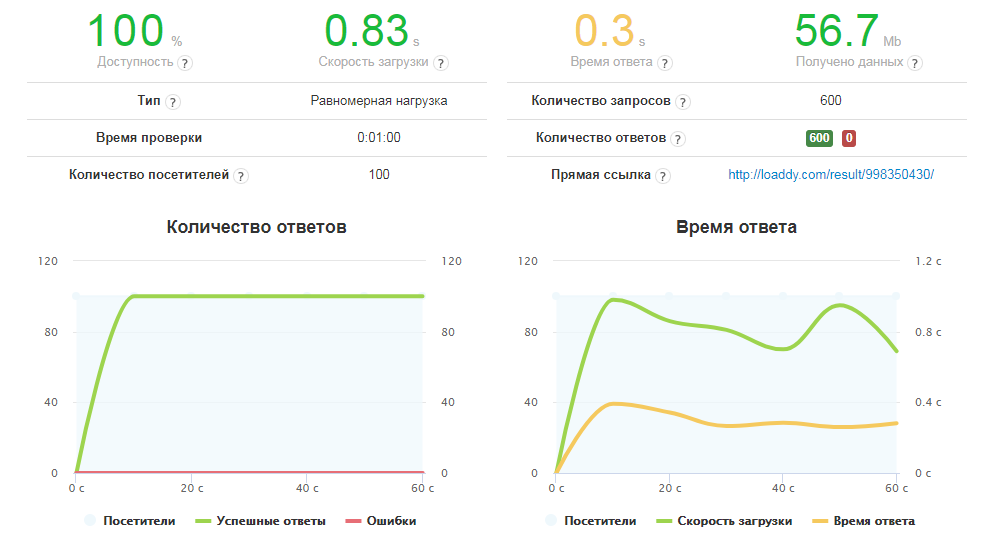 100 % 0.83 s 0.3 s 56.7 Mb
Доступность ? Скорость загрузки ? Время ответа ? Получено данных ?
Тип ? Равномерная нагрузка Количество запросов ? 600
Время проверки 0:01:00 Количество ответов ? 600 0
Количество посетителей ? 100 Прямая ссылка ? http://loaddy.com/result/998350430/
Количество ответов Время ответа
120 120 120 1.2 с
80 80 80 0.8 с
40 40 40 0.4 с
0 0 0 0 с
0 с 20 с 40 с 60 с 0 с 20 с 40 с 60 с
Посетители Успешные ответы Ошибки Посетители Скорость загрузки Время ответа